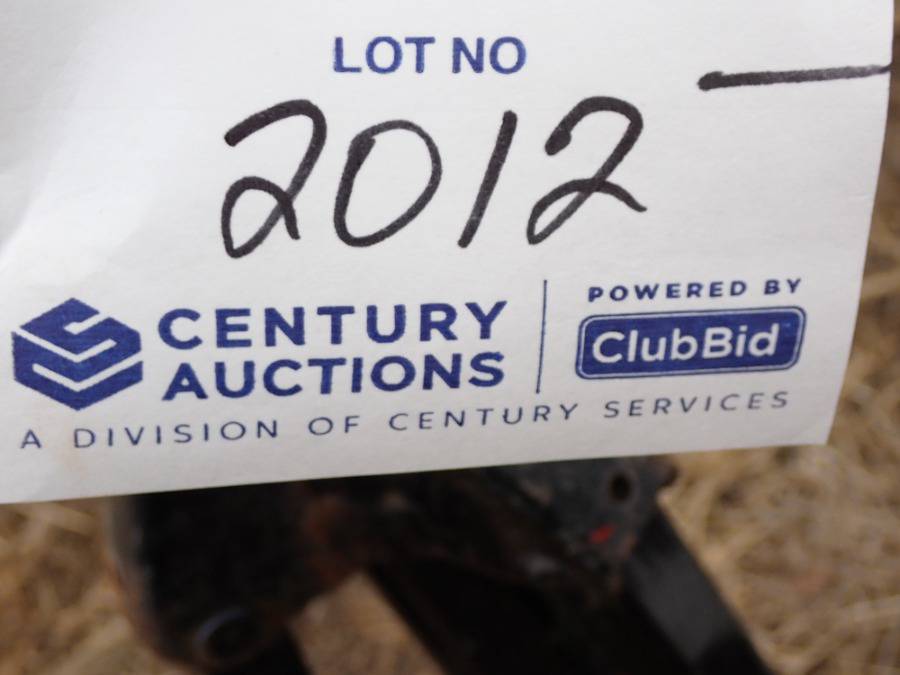 LOT NO
2012 —
CENTURY AUCTIONS
POWERED BY
ClubBid
A DIVISION OF CENTURY SERVICES